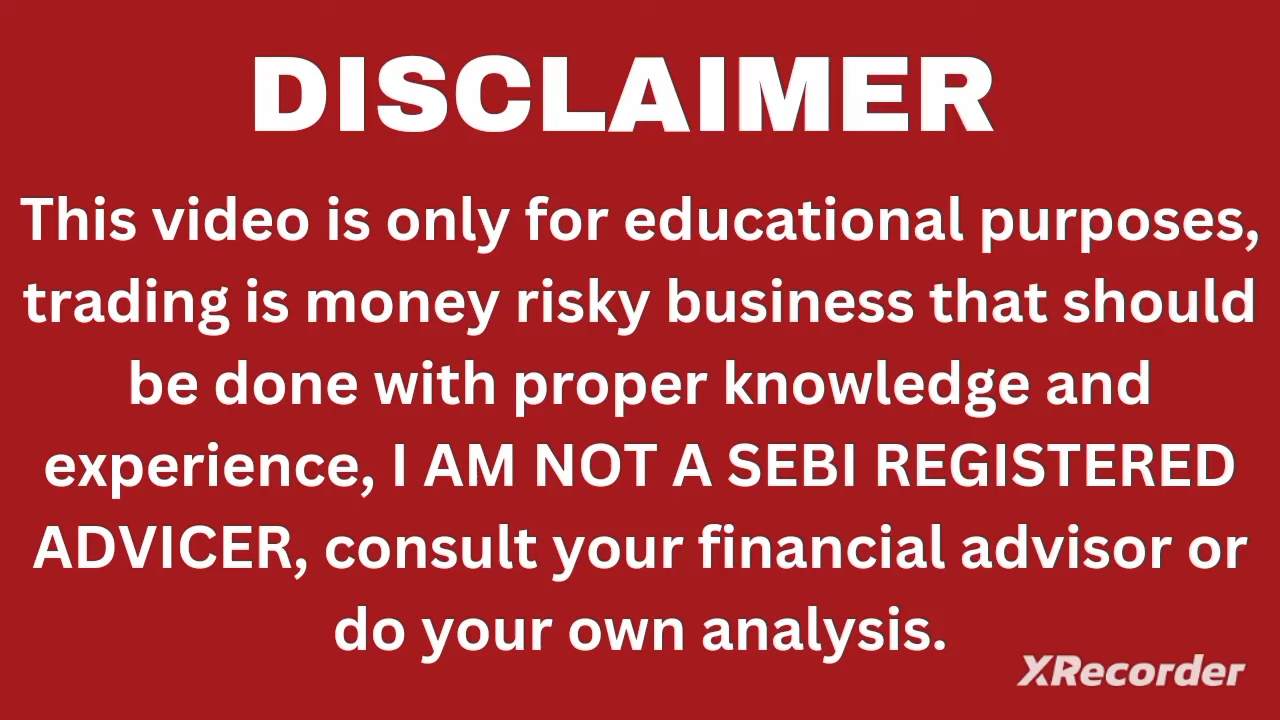 DISCLAIMER
This video is only for educational purposes,
trading is money risky business that should
be done with proper knowledge and
experience, I AM NOT A SEBI REGISTERED
ADVICER, consult your financial advisor or
do your own analysis.
XRecorder